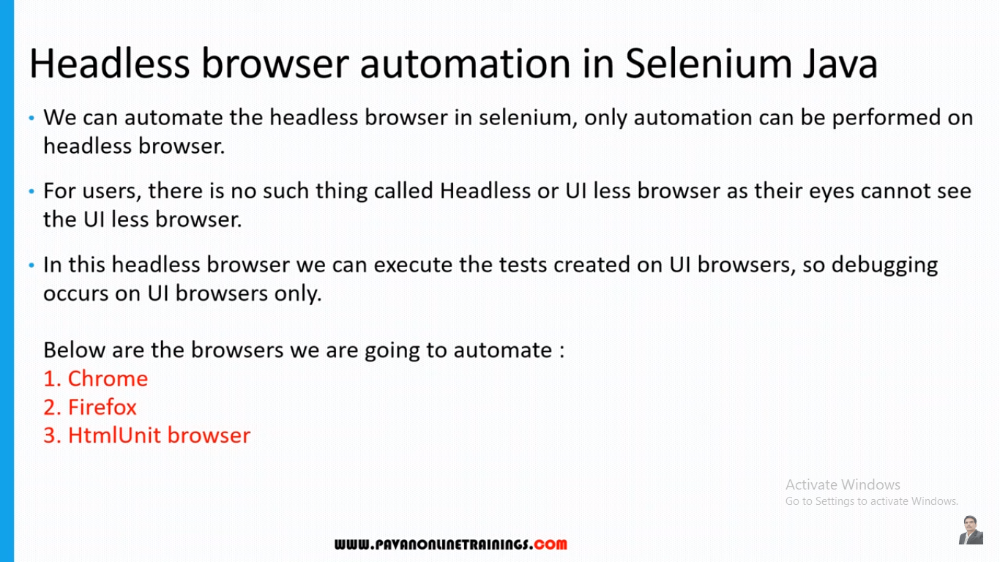 Headless browser automation in Selenium Java
• We can automate the headless browser in selenium, only automation can be performed on
headless browser.
• For users, there is no such thing called Headless or UI less browser as their eyes cannot see
the UI less browser.
• In this headless browser we can execute the tests created on UI browsers, so debugging
occurs on UI browsers only.
Below are the browsers we are going to automate :
1. Chrome
2. Firefox
3. HtmlUnit browser
Activate Windows
Go to Settings to activate Windows.
WWW.PAVANONLINETRAININGS.COM